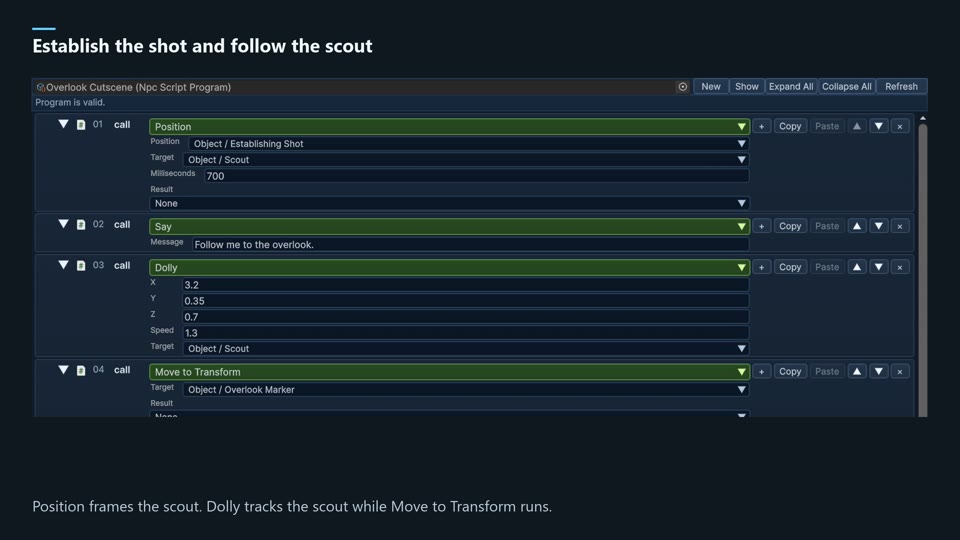 Establish the shot and follow the scout
Overlook Cutscene (Npc Script Program)
New Show Expand All Collapse All Refresh
Program is valid.
01 call Position + Copy Paste ▲ ▼ ×
Position Object / Establishing Shot
Target Object / Scout
Milliseconds 700
Result
None
02 call Say + Copy Paste ▲ ▼ ×
Message Follow me to the overlook.
03 call Dolly + Copy Paste ▲ ▼ ×
X 3.2
Y 0.35
Z 0.7
Speed 1.3
Target Object / Scout
04 call Move to Transform + Copy Paste ▲ ▼ ×
Target Object / Overlook Marker
Result
None
Position frames the scout. Dolly tracks the scout while Move to Transform runs.